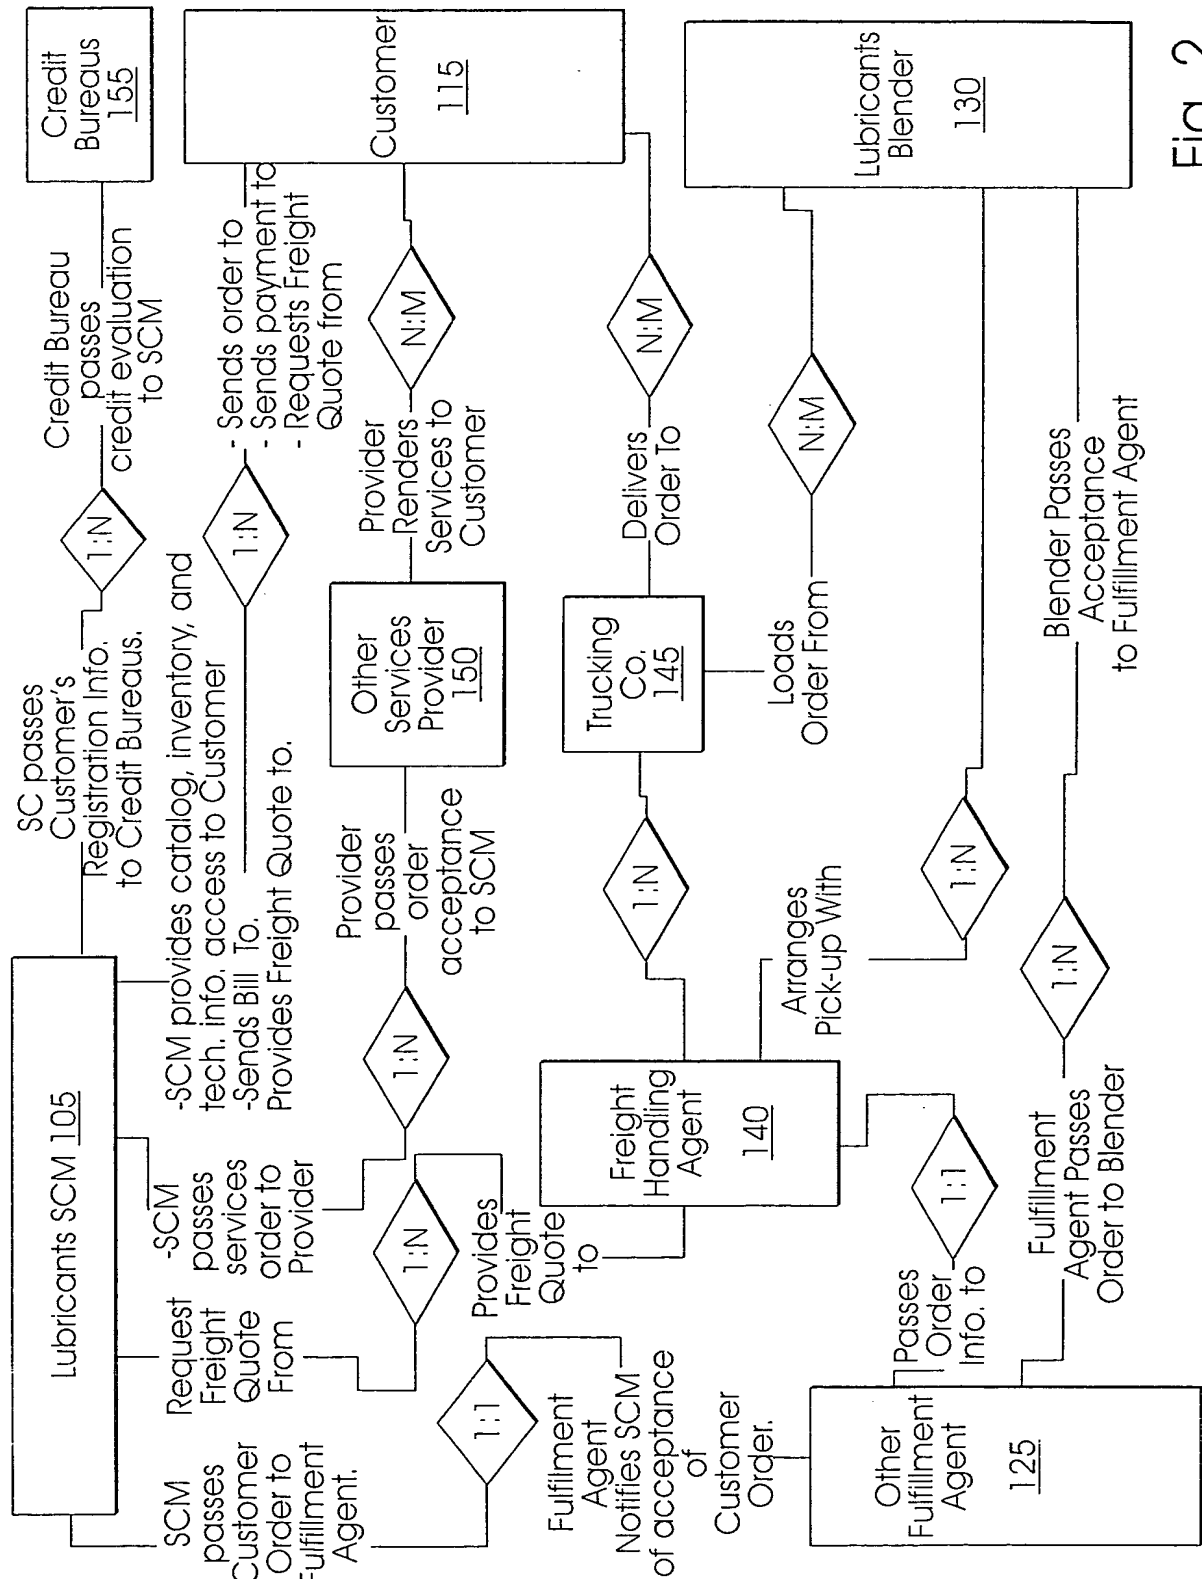 Lubricants SCM 105
SC passes
Customer's
Registration Info.
to Credit Bureaus.
1:N
Credit Bureau
passes
credit evaluation
to SCM
Credit
Bureaus
155
-SCM provides catalog, inventory, and
tech. info. access to Customer
-Sends Bill To.
Provides Freight Quote to.
1:N
- Sends order to
- Sends payment to
- Requests Freight
Quote from
Customer
115
-SCM
passes
services
order to
Provider
1:N
Provider
passes
order
acceptance
to SCM
Other
Services
Provider
150
Provider
Renders
Services to
Customer
N:M
Request
Freight
Quote
From
1:N
Provides
Freight
Quote
to
Freight
Handling
Agent
140
1:N
Trucking
Co.
145
Delivers
Order To
N:M
Loads
Order From
N:M
Lubricants
Blender
130
Arranges
Pick-up With
1:N
SCM
passes
Customer
Order to
Fulfillment
Agent.
1:1
Fulfillment
Agent
Notifies SCM
of acceptance
of
Customer
Order.
Other
Fulfillment
Agent
125
Passes
Order
Info. to
1:1
Fulfillment
Agent Passes
Order to Blender
1:N
Blender Passes
Acceptance
to Fulfillment Agent
Fig. 2